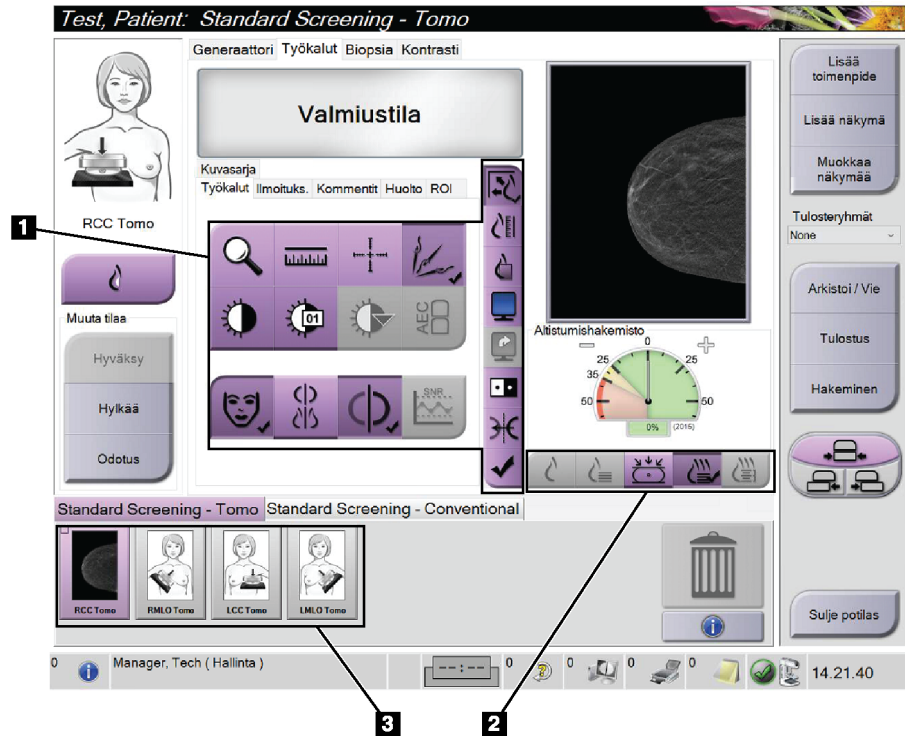 Test, Patient: Standard Screening - Tomo
Generaattori Työkalut Biopsia Kontrasti
Valmiustila
Kuvasarja
Työkalut Ilmoituks. Kommentit Huolto ROI
RCC Tomo
1
01
AEC
SNR
Muuta tilaa
Hyväksy
Hylkää
Odotus
Altistumishakemisto
0
25
25
35
50
50
0%
(2015)
Lisää
toimenpide
Lisää näkymä
Muokkaa
näkymää
Tulosteryhmät
None
Arkistoi / Vie
Tulostus
Hakeminen
Standard Screening - Tomo Standard Screening - Conventional
RCC Tomo
RMLO Tomo
LCC Tomo
LMLO Tomo
Sulje potilas
0
Manager, Tech ( Hallinta )
--:--
0
0
0
0
14.21.40
3
2